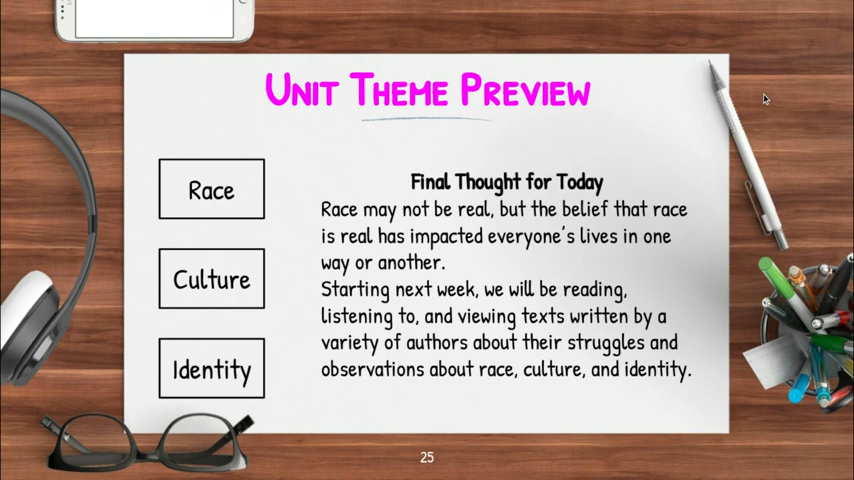 Unit Theme Preview
Race
Culture
Identity
Final Thought for Today
Race may not be real, but the belief that race
is real has impacted everyone's lives in one
way or another.
Starting next week, we will be reading,
listening to, and viewing texts written by a
variety of authors about their struggles and
observations about race, culture, and identity.
25